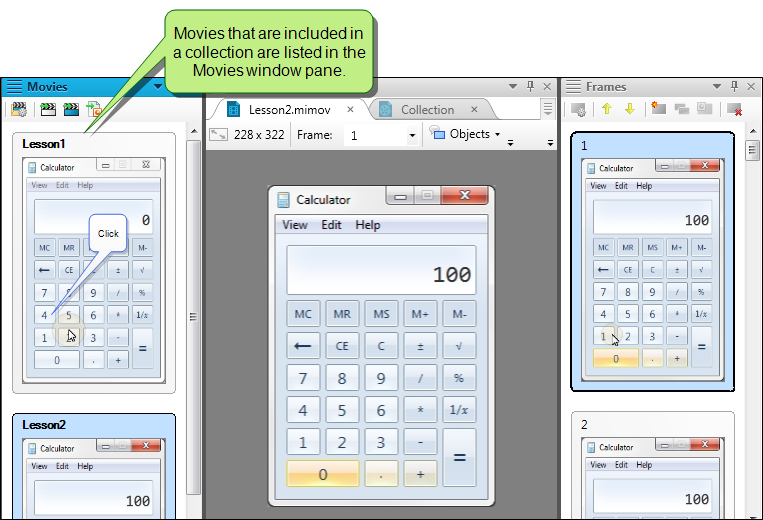 Movies that are included in
a collection are listed in the
Movies window pane.
Movies
Lesson1
Calculator
View Edit Help
0
Click
MC MR M-
← CE ± √
7 9 / %
4 5 6 * 1/x
1 3 - =
0 . +
Lesson2
Calculator
View Edit Help
100
Lesson2.mimov × Collection ×
228 x 322 Frame: 1 Objects
Calculator
View Edit Help
100
MC MR MS M+ M-
← CE C ± √
7 8 9 / %
4 5 6 * 1/x
1 2 3 - =
0 . +
Frames
1
Calculator
View Edit Help
100
MC MR MS M+ M-
← CE C ± √
7 8 9 / %
4 5 6 * 1/x
1 2 3 - =
0 . +
2
Calculator
View Edit Help
100